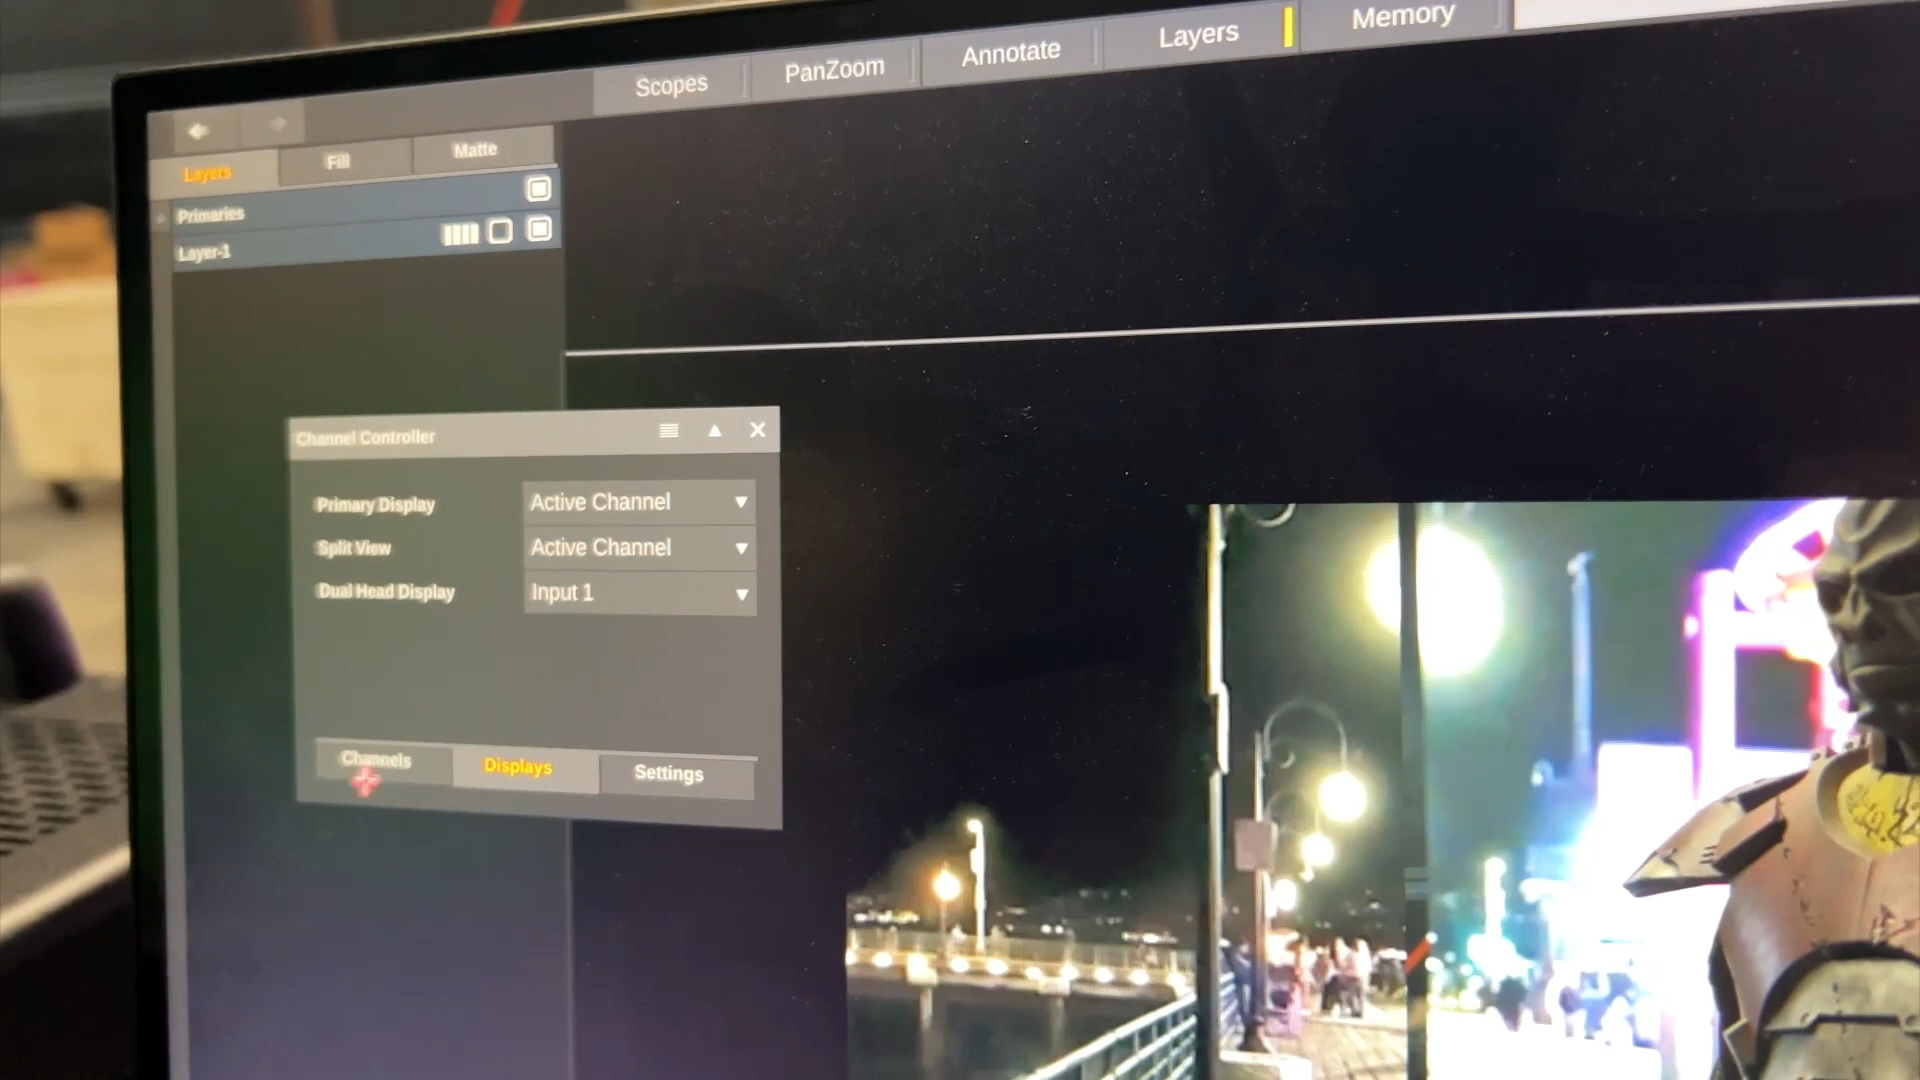 Scopes
PanZoom
Annotate
Layers
Memory
Layers
Fill
Matte
Primaries
Layer-1
Channel Controller
Primary Display
Active Channel
Split View
Active Channel
Dual Head Display
Input 1
Channels
Displays
Settings